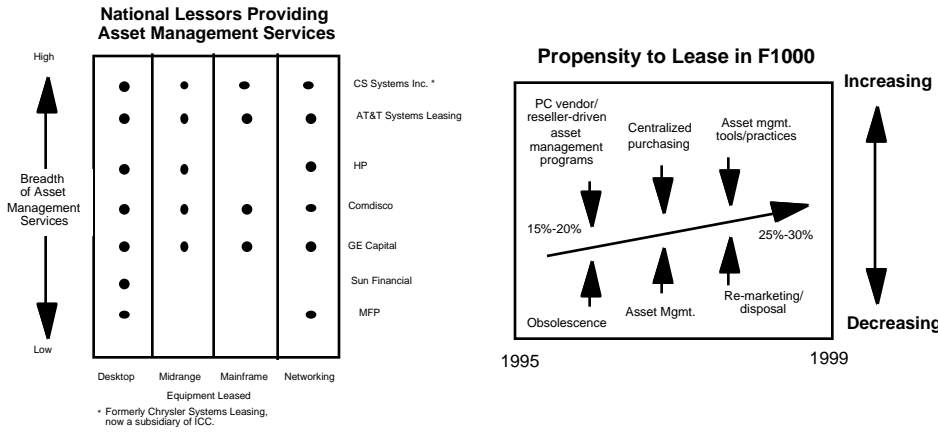 National Lessors Providing
Asset Management Services
High
Breadth
of Asset
Management
Services
Low
CS Systems Inc. *
AT&T Systems Leasing
HP
Comdisco
GE Capital
Sun Financial
MFP
Desktop
Midrange
Mainframe
Networking
Equipment Leased
* Formerly Chrysler Systems Leasing,
now a subsidiary of ICC.
Propensity to Lease in F1000
PC vendor/
reseller-driven
asset
management
programs
Centralized
purchasing
Asset mgmt.
tools/practices
15%-20%
25%-30%
Obsolescence
Asset Mgmt.
Re-marketing/
disposal
1995
1999
Increasing
Decreasing